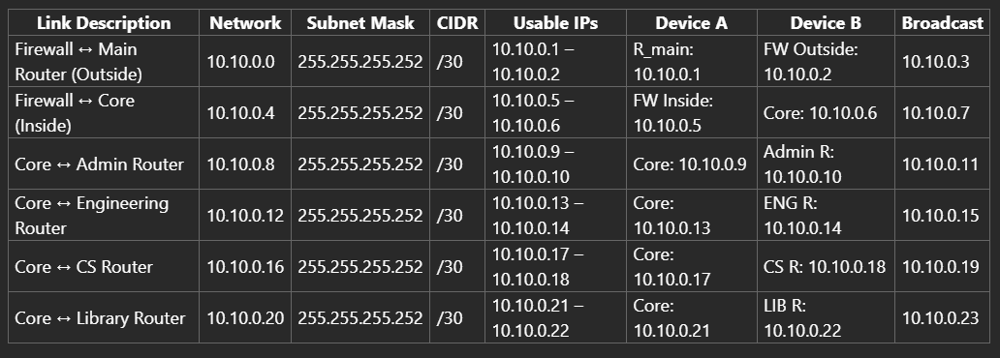 Link Description Network Subnet Mask CIDR Usable IPs Device A Device B Broadcast
Firewall ↔ Main Router (Outside) 10.10.0.0 255.255.255.252 /30 10.10.0.1 – 10.10.0.2 R_main: 10.10.0.1 FW Outside: 10.10.0.2 10.10.0.3
Firewall ↔ Core (Inside) 10.10.0.4 255.255.255.252 /30 10.10.0.5 – 10.10.0.6 FW Inside: 10.10.0.5 Core: 10.10.0.6 10.10.0.7
Core ↔ Admin Router 10.10.0.8 255.255.255.252 /30 10.10.0.9 – 10.10.0.10 Core: 10.10.0.9 Admin R: 10.10.0.10 10.10.0.11
Core ↔ Engineering Router 10.10.0.12 255.255.255.252 /30 10.10.0.13 – 10.10.0.14 Core: 10.10.0.13 ENG R: 10.10.0.14 10.10.0.15
Core ↔ CS Router 10.10.0.16 255.255.255.252 /30 10.10.0.17 – 10.10.0.18 Core: 10.10.0.17 CS R: 10.10.0.18 10.10.0.19
Core ↔ Library Router 10.10.0.20 255.255.255.252 /30 10.10.0.21 – 10.10.0.22 Core: 10.10.0.21 LIB R: 10.10.0.22 10.10.0.23